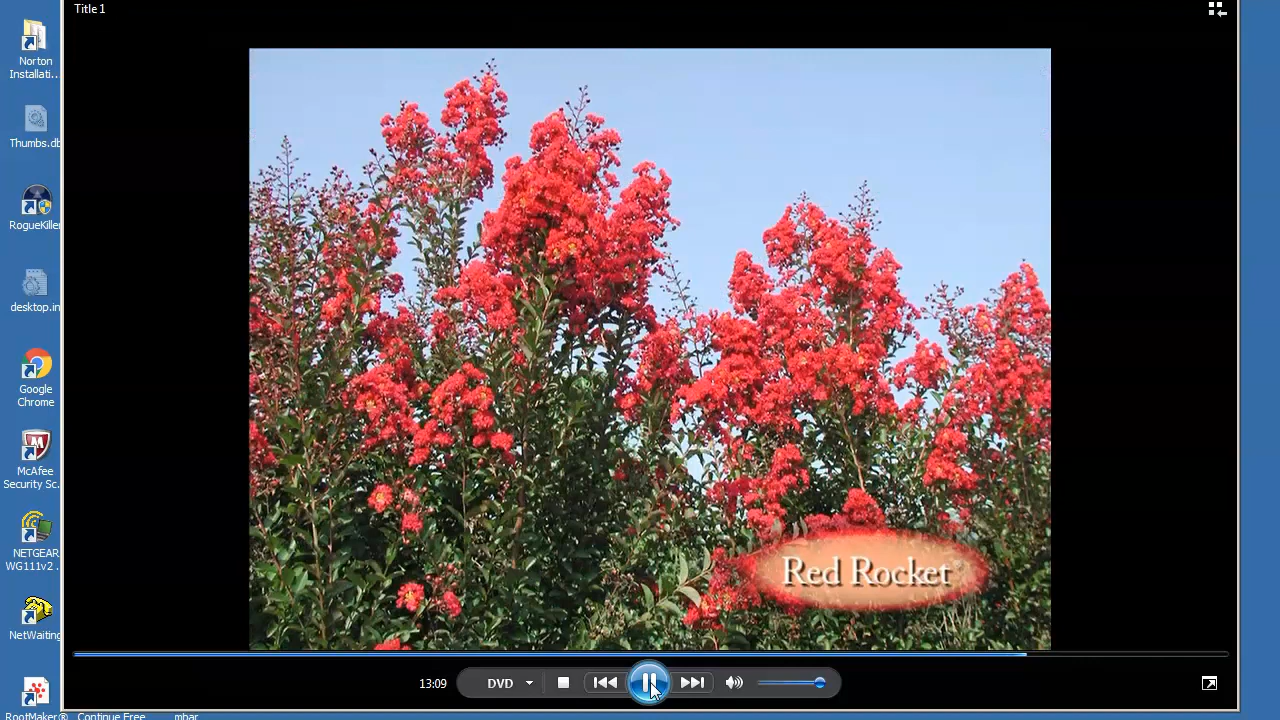 Title 1
Norton
Installati...
Thumbs.db
RogueKiller
desktop.in
Google
Chrome
McAfee
Security Sc...
NETGEAR
WG111v2 ...
NetWaiting
RootMaker®
Continue Free
mbar
Red Rocket
13:09
DVD